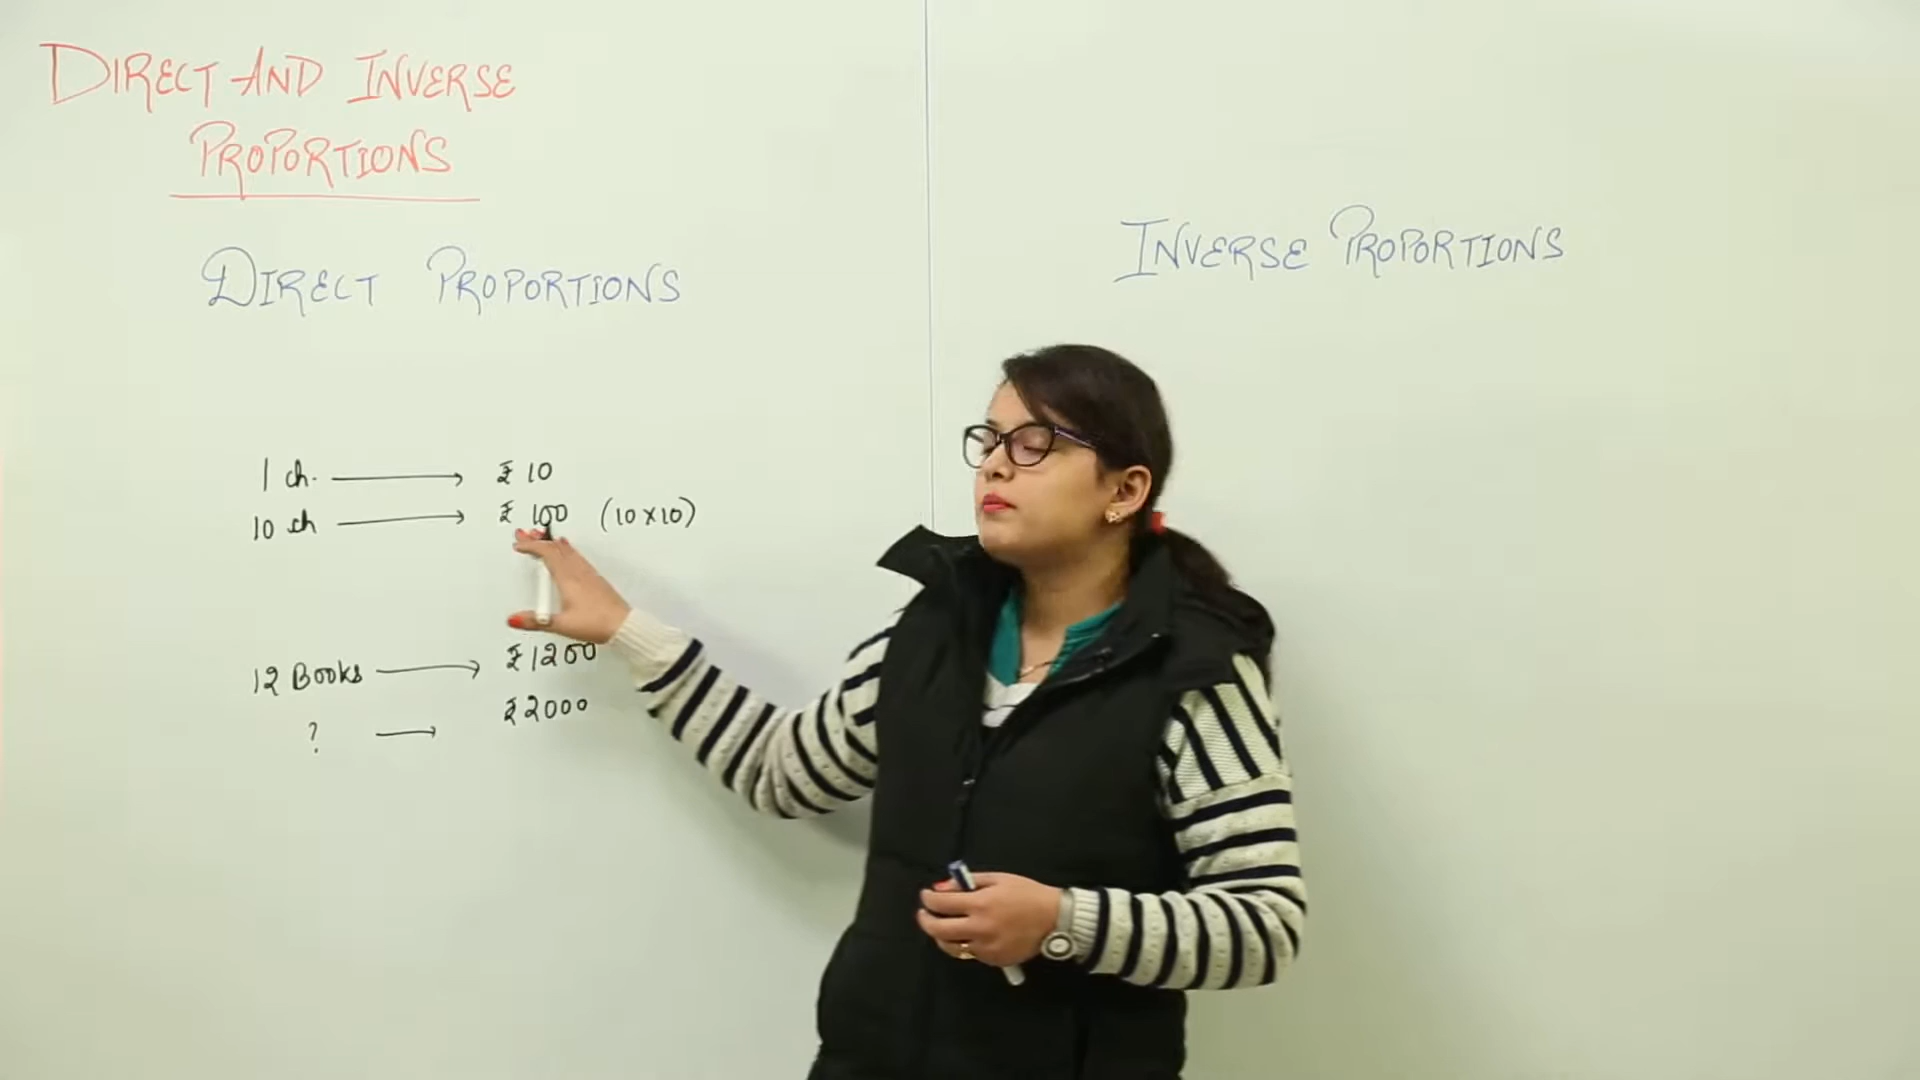 DIRECT AND INVERSE
PROPORTIONS
DIRECT PROPORTIONS
1 ch. → ₹ 10
10 ch → ₹ 100 (10 × 10)
12 Books → ₹ 1200
? → ₹ 2000
INVERSE PROPORTIONS